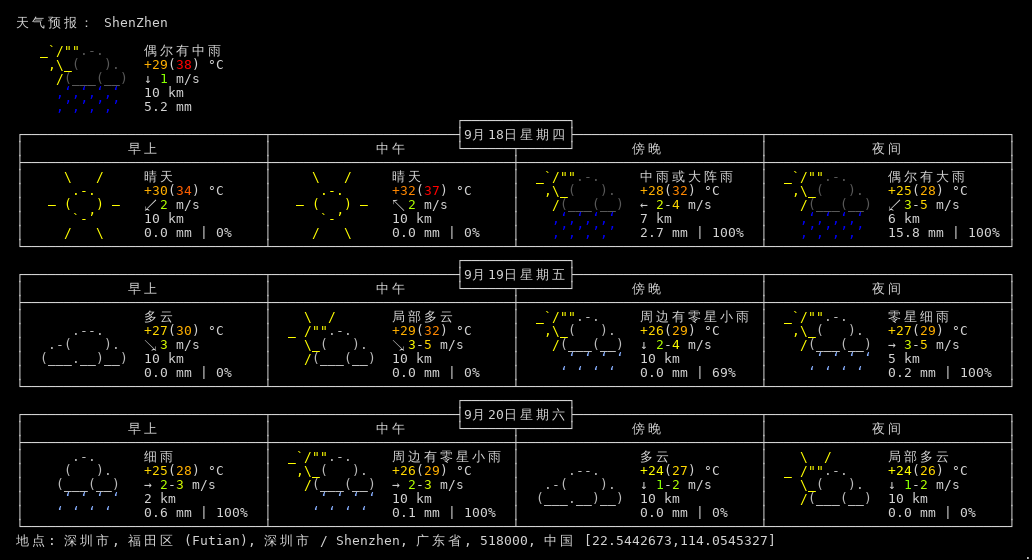 天气预报： ShenZhen
偶尔有中雨
+29(38) °C
↓ 1 m/s
10 km
5.2 mm
9月18日星期四
早上 中午 傍晚 夜间
晴天 晴天 中雨或大阵雨 偶尔有大雨
+30(34) °C +32(37) °C +28(32) °C +25(28) °C
↙ 2 m/s ↖ 2 m/s ← 2-4 m/s ↙ 3-5 m/s
10 km 10 km 7 km 6 km
0.0 mm | 0% 0.0 mm | 0% 2.7 mm | 100% 15.8 mm | 100%
9月19日星期五
早上 中午 傍晚 夜间
多云 局部多云 周边有零星小雨 零星细雨
+27(30) °C +29(32) °C +26(29) °C +27(29) °C
↘ 3 m/s ↘ 3-5 m/s ↓ 2-4 m/s → 3-5 m/s
10 km 10 km 10 km 5 km
0.0 mm | 0% 0.0 mm | 0% 0.0 mm | 69% 0.2 mm | 100%
9月20日星期六
早上 中午 傍晚 夜间
细雨 周边有零星小雨 多云 局部多云
+25(28) °C +26(29) °C +24(27) °C +24(26) °C
→ 2-3 m/s → 2-3 m/s ↓ 1-2 m/s ↓ 1-2 m/s
2 km 10 km 10 km 10 km
0.6 mm | 100% 0.1 mm | 100% 0.0 mm | 0% 0.0 mm | 0%
地点: 深圳市, 福田区 (Futian), 深圳市 / Shenzhen, 广东省, 518000, 中国 [22.5442673,114.0545327]